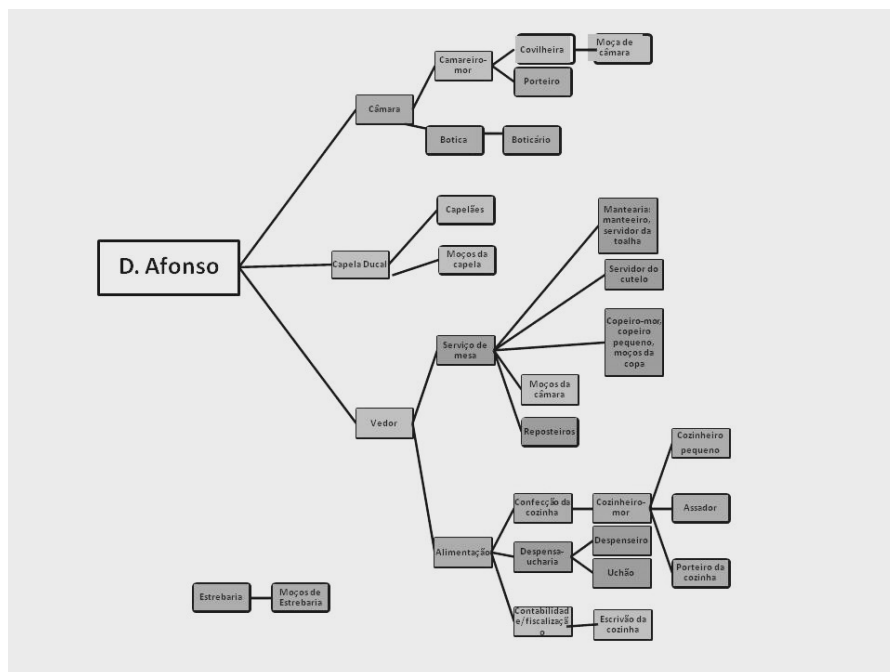 D. Afonso
Câmara
Camareiro-
mor
Covilheira
Moça de
câmara
Porteiro
Botica
Boticário
Capela Ducal
Capelães
Moços da
capela
Vedor
Serviço de
mesa
Mantearia:
manteeiro,
servidor da
toalha
Servidor do
cutelo
Copeiro-mor,
copeiro
pequeno,
moços da
copa
Moços da
câmara
Reposteiros
Alimentação
Confecção da
cozinha
Cozinheiro-
mor
Cozinheiro
pequeno
Assador
Porteiro da
cozinha
Despensa-
ucharia
Despenseiro
Uchão
Contabilidad
e/fiscalizaçã
o
Escrivão da
cozinha
Estrebaria
Moços de
Estrebaria